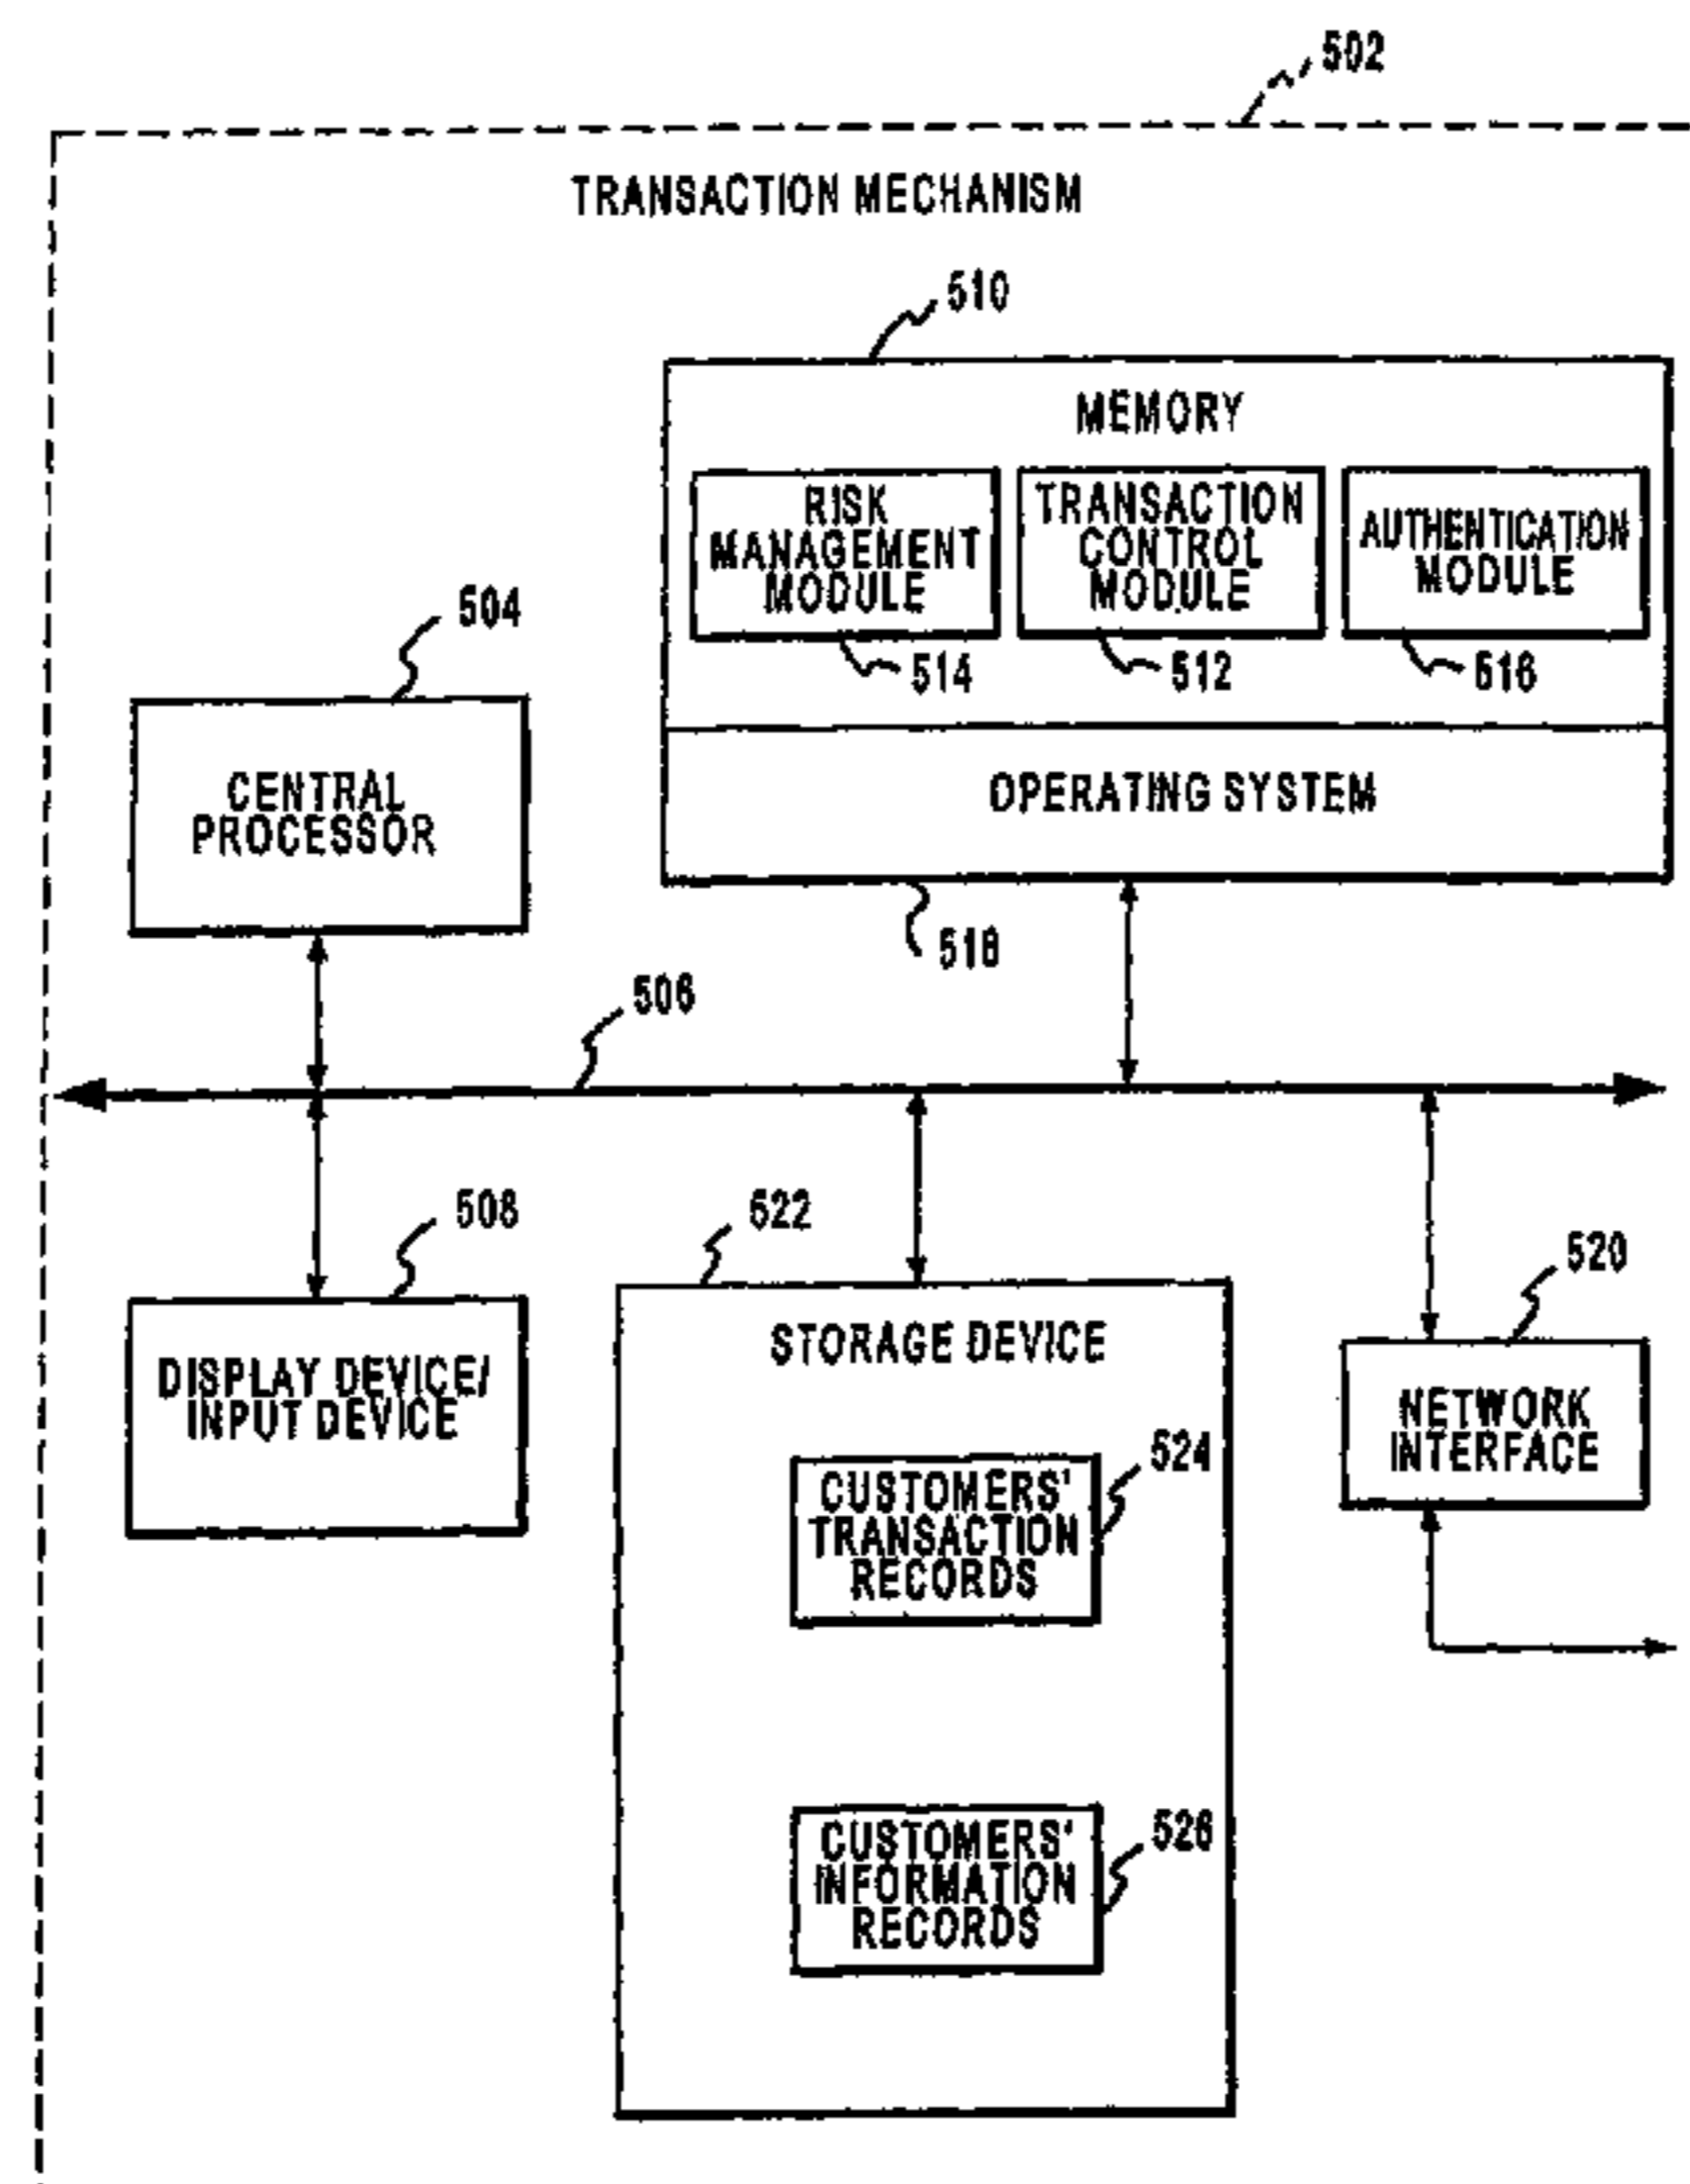 502
TRANSACTION MECHANISM
510
MEMORY
RISK
MANAGEMENT
MODULE
TRANSACTION
CONTROL
MODULE
AUTHENTICATION
MODULE
514
512
516
504
CENTRAL
PROCESSOR
OPERATING SYSTEM
518
506
508
522
520
DISPLAY DEVICE/
INPUT DEVICE
STORAGE DEVICE
NETWORK
INTERFACE
524
CUSTOMERS'
TRANSACTION
RECORDS
526
CUSTOMERS'
INFORMATION
RECORDS